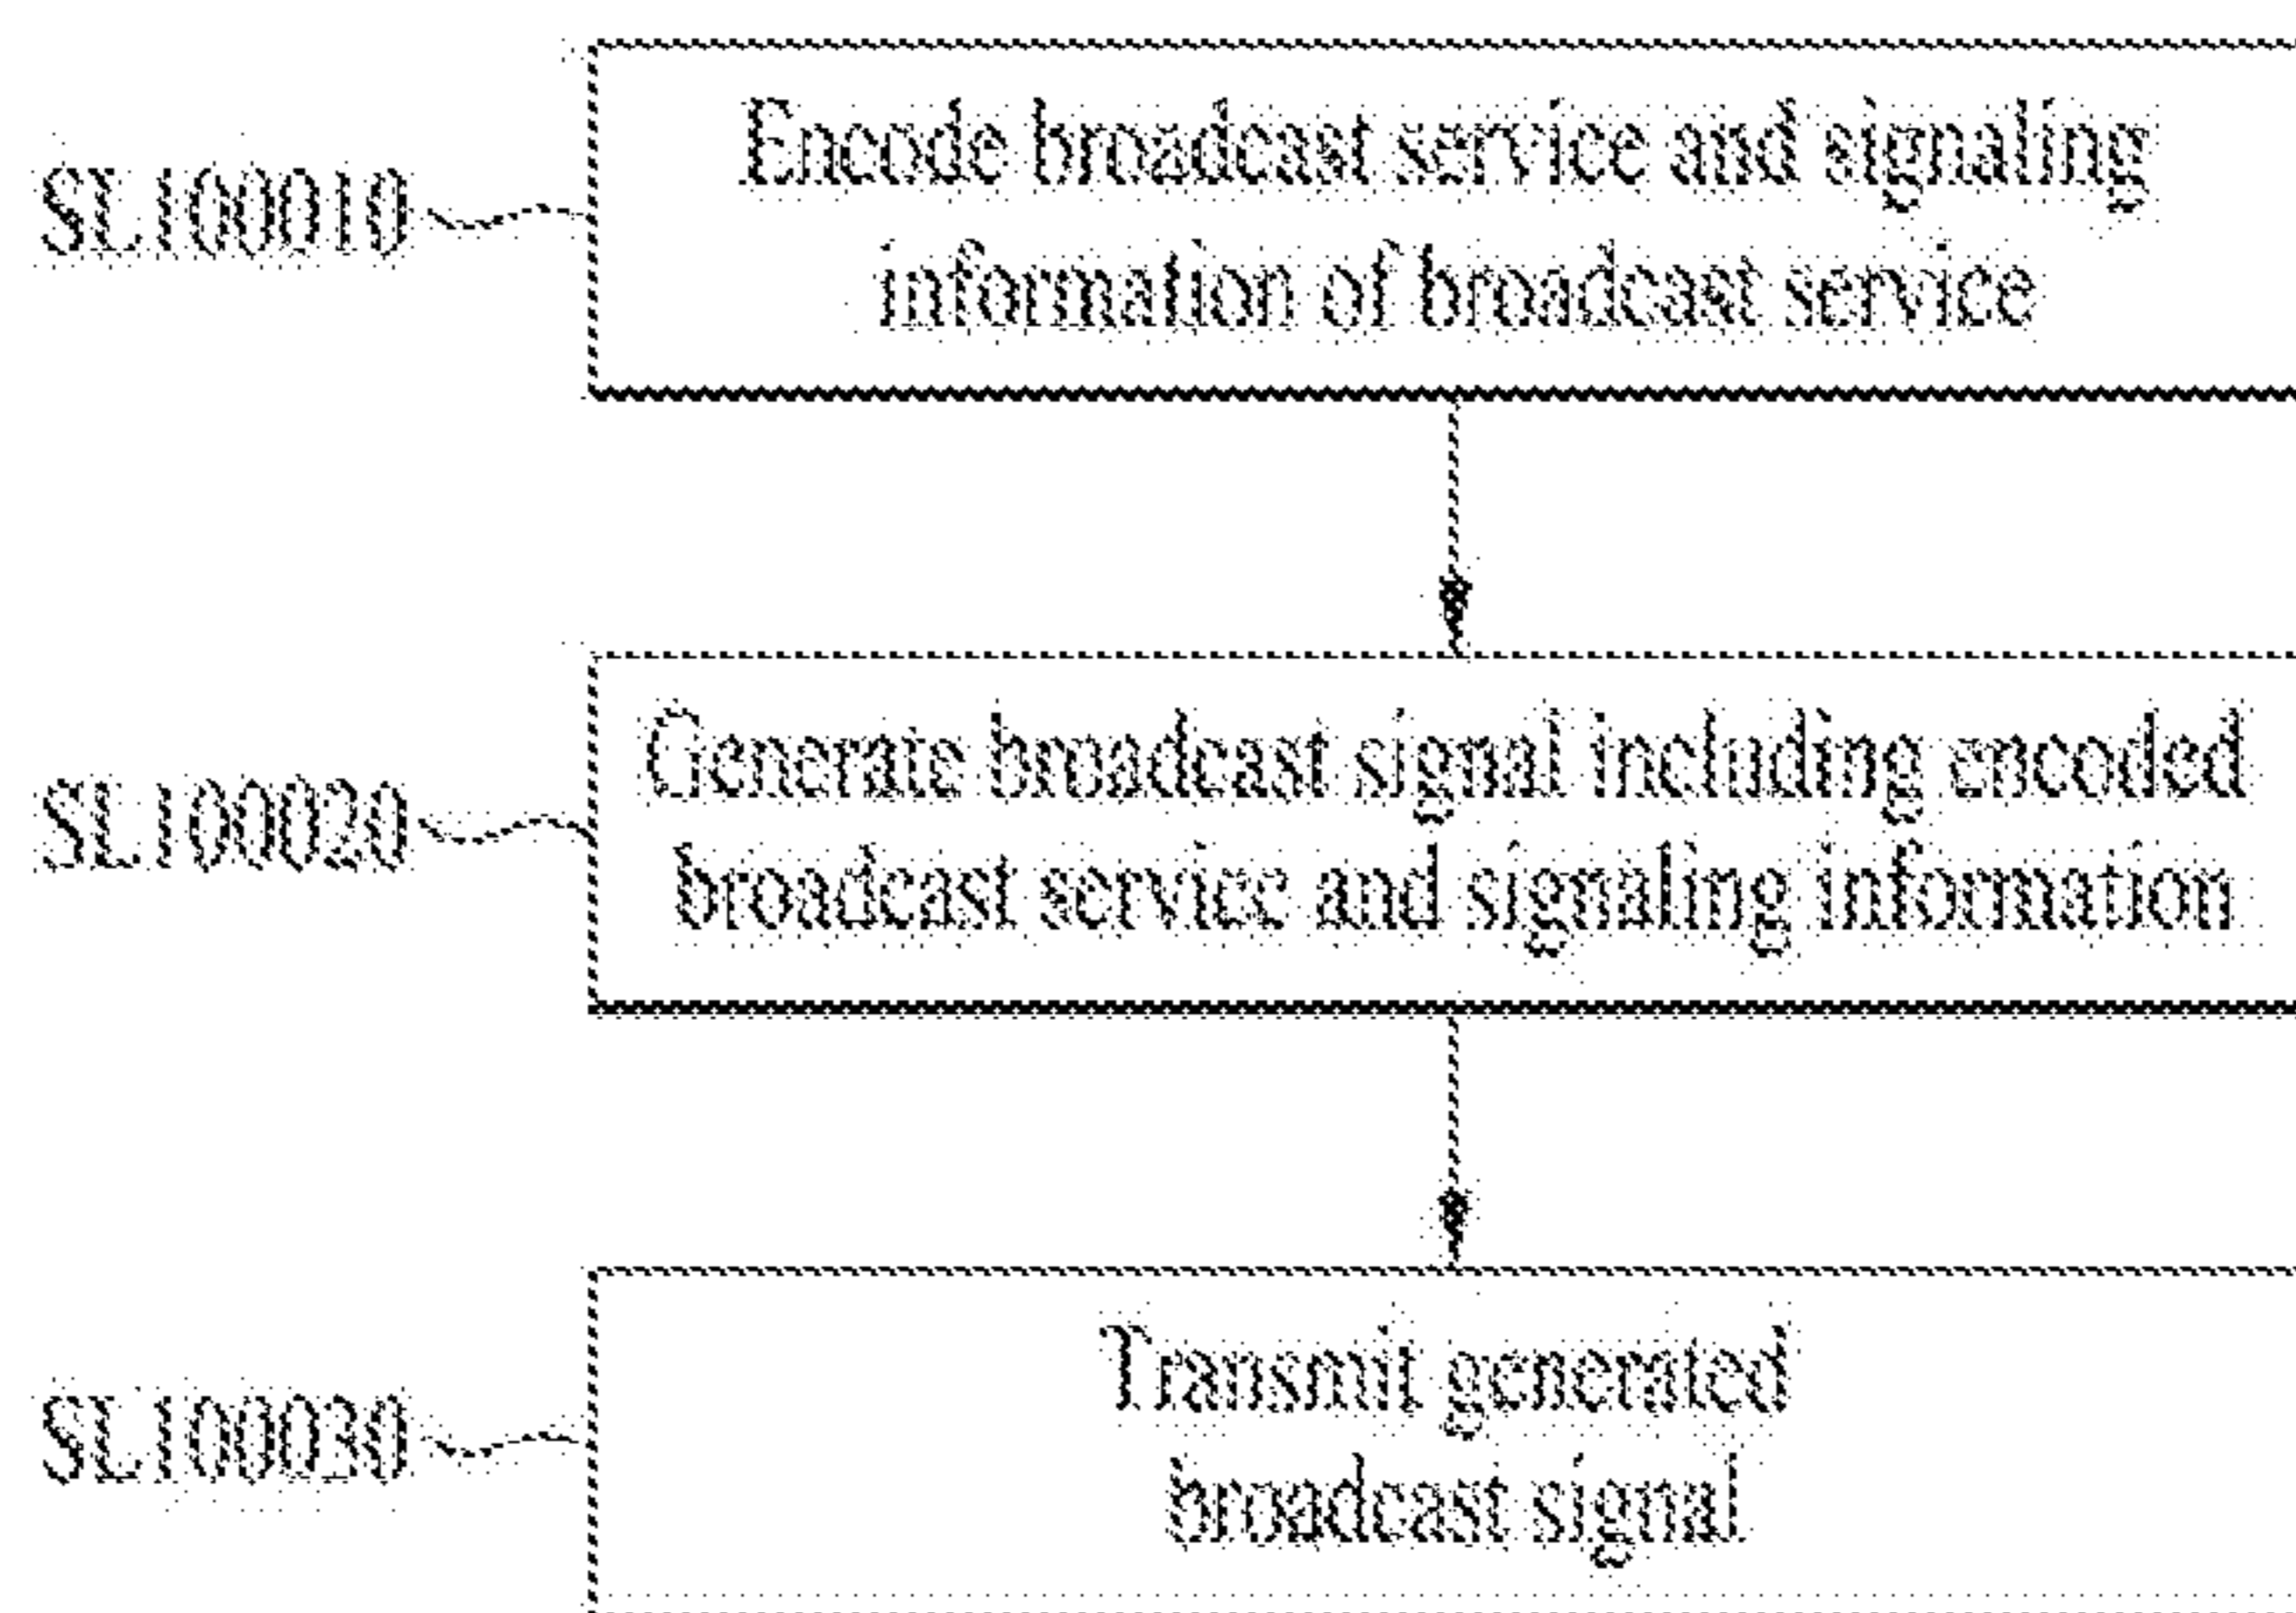 SL100010
Encode broadcast service and signaling
information of broadcast service
SL100020
Generate broadcast signal including encoded
broadcast service and signaling information
SL100030
Transmit generated
broadcast signal